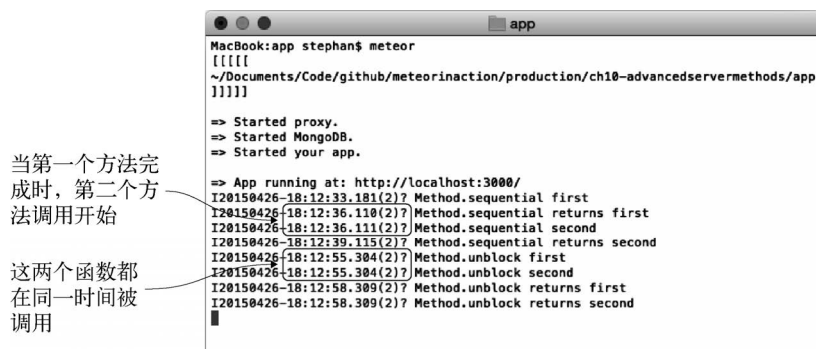 app
MacBook:app stephan$ meteor
[[[[[
~/Documents/Code/github/meteorinaction/production/ch10-advancedservermethods/app
]]]]]
=> Started proxy.
=> Started MongoDB.
=> Started your app.
=> App running at: http://localhost:3000/
I20150426-18:12:33.181(2)? Method.sequential first
I20150426-18:12:36.110(2)? Method.sequential returns first
I20150426-18:12:36.111(2)? Method.sequential second
I20150426-18:12:39.115(2)? Method.sequential returns second
I20150426-18:12:55.304(2)? Method.unblock first
I20150426-18:12:55.304(2)? Method.unblock second
I20150426-18:12:58.309(2)? Method.unblock returns first
I20150426-18:12:58.309(2)? Method.unblock returns second
当第一个方法完
成时，第二个方
法调用开始
这两个函数都
在同一时间被
调用